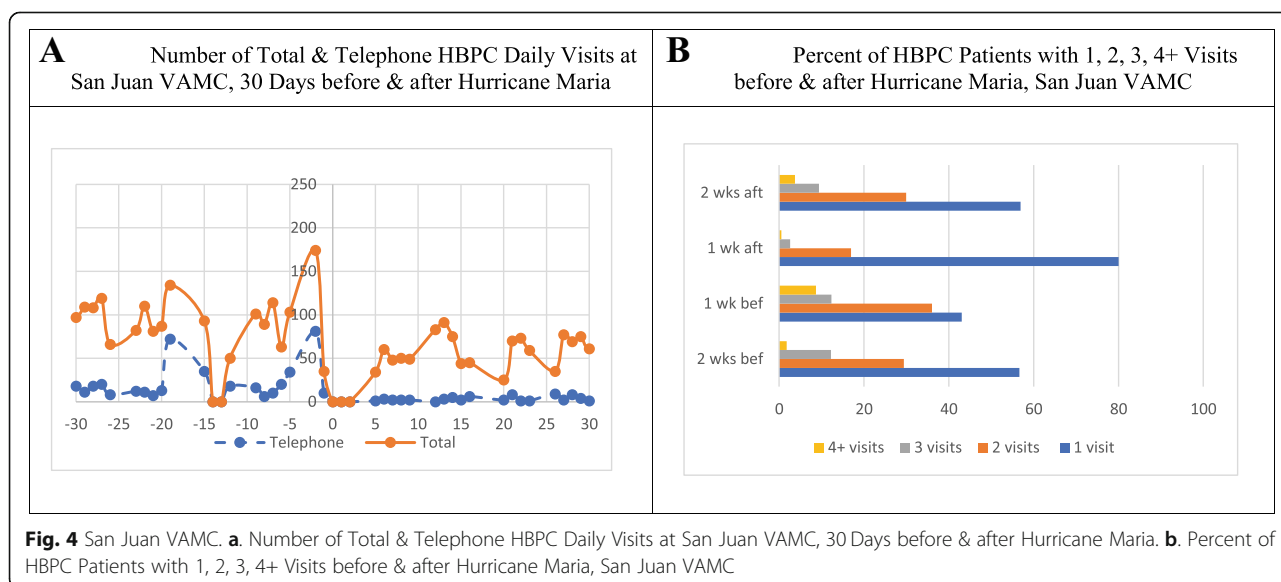 A Number of Total & Telephone HBPC Daily Visits at
San Juan VAMC, 30 Days before & after Hurricane Maria
B Percent of HBPC Patients with 1, 2, 3, 4+ Visits
before & after Hurricane Maria, San Juan VAMC
250
200
150
100
50
0
-30 -25 -20 -15 -10 -5 0 5 10 15 20 25 30
Telephone Total
2 wks aft
1 wk aft
1 wk bef
2 wks bef
0 20 40 60 80 100
4+ visits 3 visits 2 visits 1 visit
Fig. 4 San Juan VAMC. a. Number of Total & Telephone HBPC Daily Visits at San Juan VAMC, 30 Days before & after Hurricane Maria. b. Percent of
HBPC Patients with 1, 2, 3, 4+ Visits before & after Hurricane Maria, San Juan VAMC